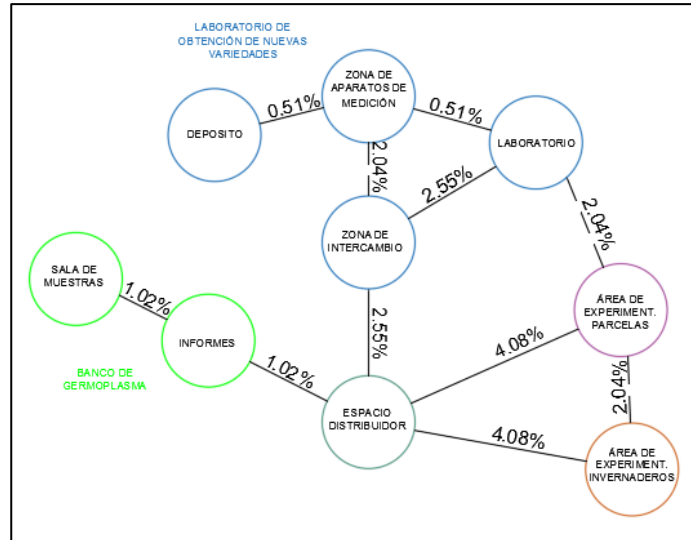 LABORATORIO DE
OBTENCIÓN DE NUEVAS
VARIEDADES
ZONA DE
APARATOS DE
MEDICIÓN
DEPOSITO
0.51%
0.51%
LABORATORIO
2.04%
2.55%
2.04%
ZONA DE
INTERCAMBIO
SALA DE
MUESTRAS
1.02%
INFORMES
ÁREA DE
EXPERIMENT.
PARCELAS
BANCO DE
GERMOPLASMA
1.02%
2.55%
4.08%
2.04%
ESPACIO
DISTRIBUIDOR
4.08%
ÁREA DE
EXPERIMENT.
INVERNADEROS